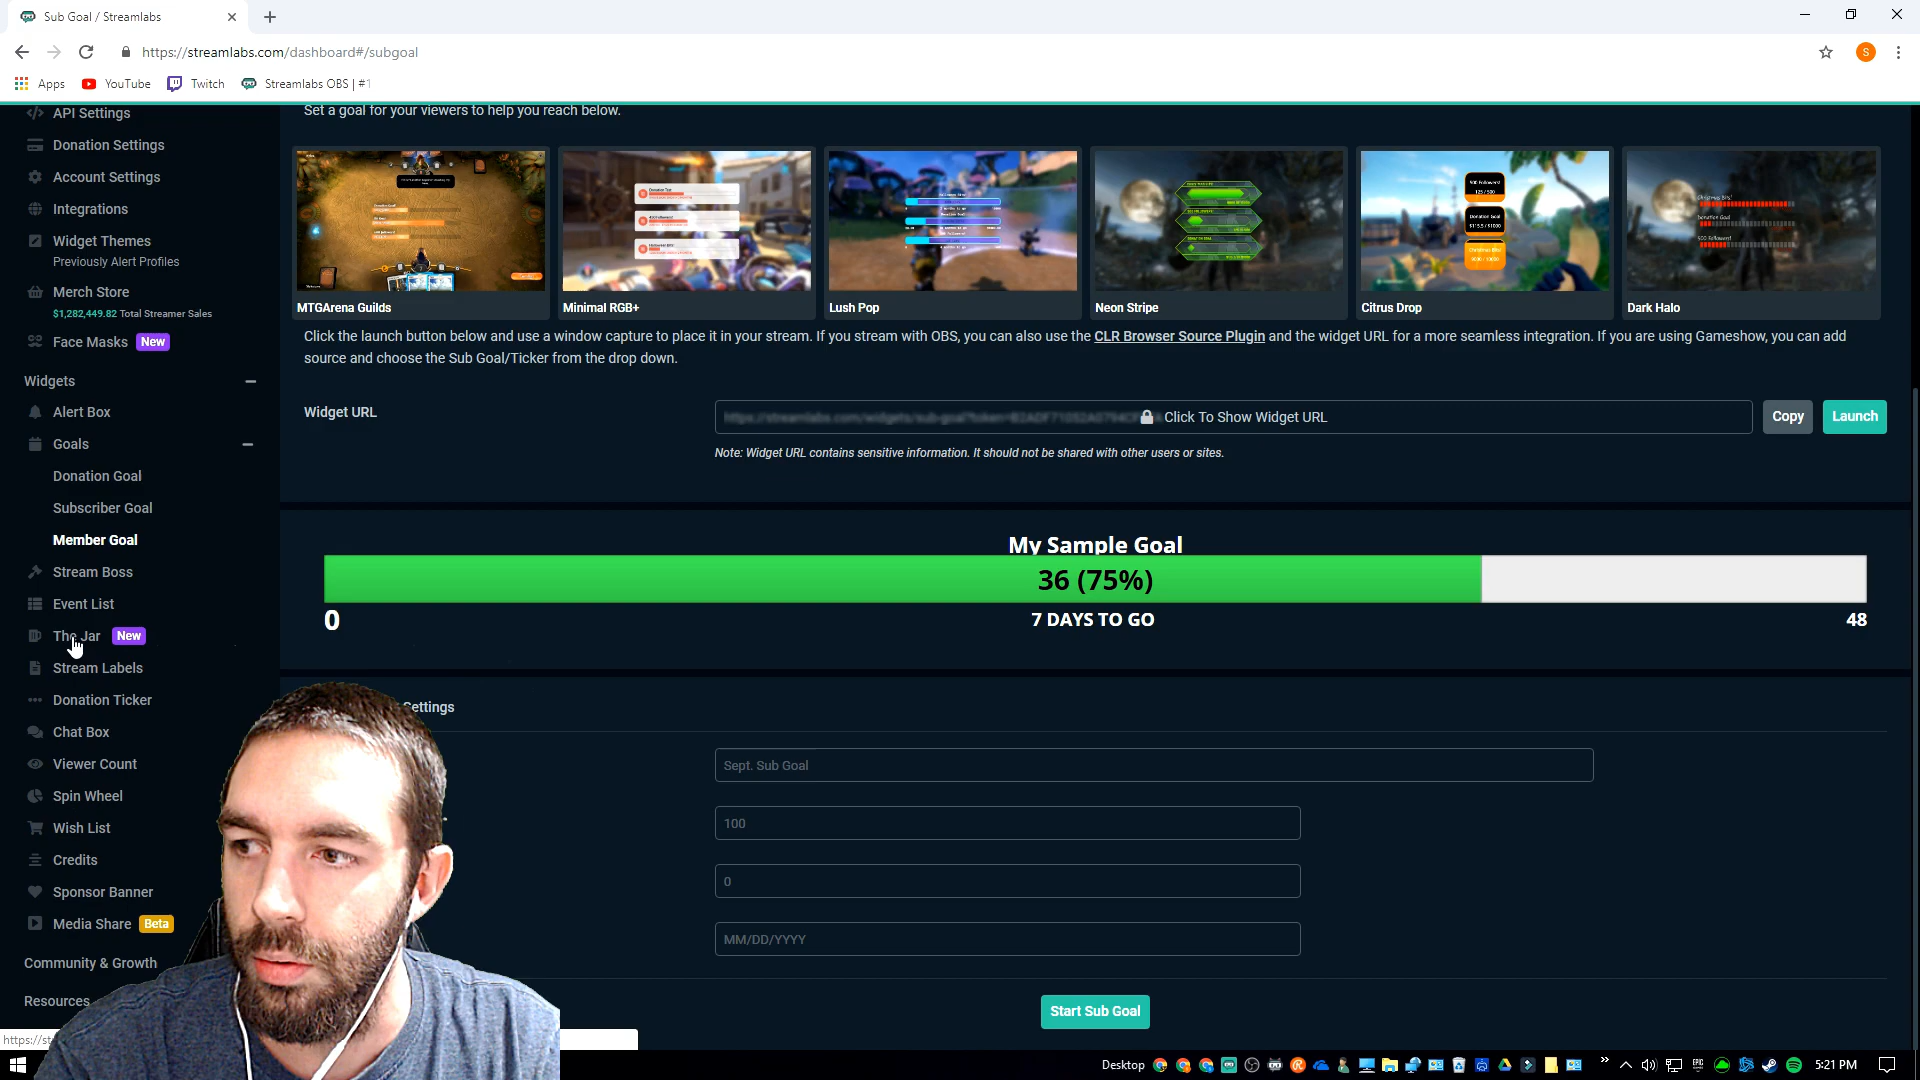 Sub Goal / Streamlabs
https://streamlabs.com/dashboard#/subgoal
S
Apps
YouTube
Twitch
Streamlabs OBS | #1
API Settings
Donation Settings
Account Settings
Integrations
Widget Themes
Previously Alert Profiles
Merch Store
$1,282,449.82 Total Streamer Sales
Face Masks New
Widgets
Alert Box
Goals
Donation Goal
Subscriber Goal
Member Goal
Stream Boss
Event List
The Jar New
Stream Labels
Donation Ticker
Chat Box
Viewer Count
Spin Wheel
Wish List
Credits
Sponsor Banner
Media Share Beta
Community & Growth
Resources
https://st
Set a goal for your viewers to help you reach below.
MTGArena Guilds
Minimal RGB+
Lush Pop
Neon Stripe
Citrus Drop
Dark Halo
Click the launch button below and use a window capture to place it in your stream. If you stream with OBS, you can also use the CLR Browser Source Plugin and the widget URL for a more seamless integration. If you are using Gameshow, you can add
source and choose the Sub Goal/Ticker from the drop down.
Widget URL
Click To Show Widget URL
Copy
Launch
Note: Widget URL contains sensitive information. It should not be shared with other users or sites.
My Sample Goal
36 (75%)
0
7 DAYS TO GO
48
Settings
Sept. Sub Goal
100
0
MM/DD/YYYY
Start Sub Goal
Desktop
5:21 PM